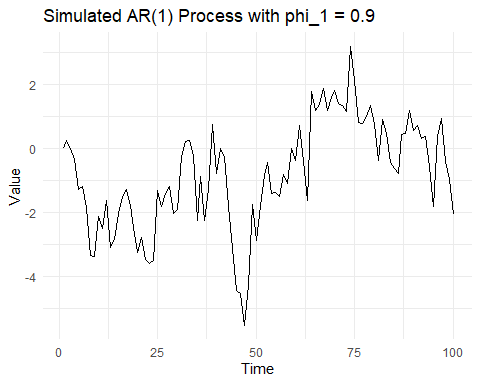 Simulated AR(1) Process with phi_1 = 0.9
2
0
-2
-4
Value
0 25 50 75 100
Time